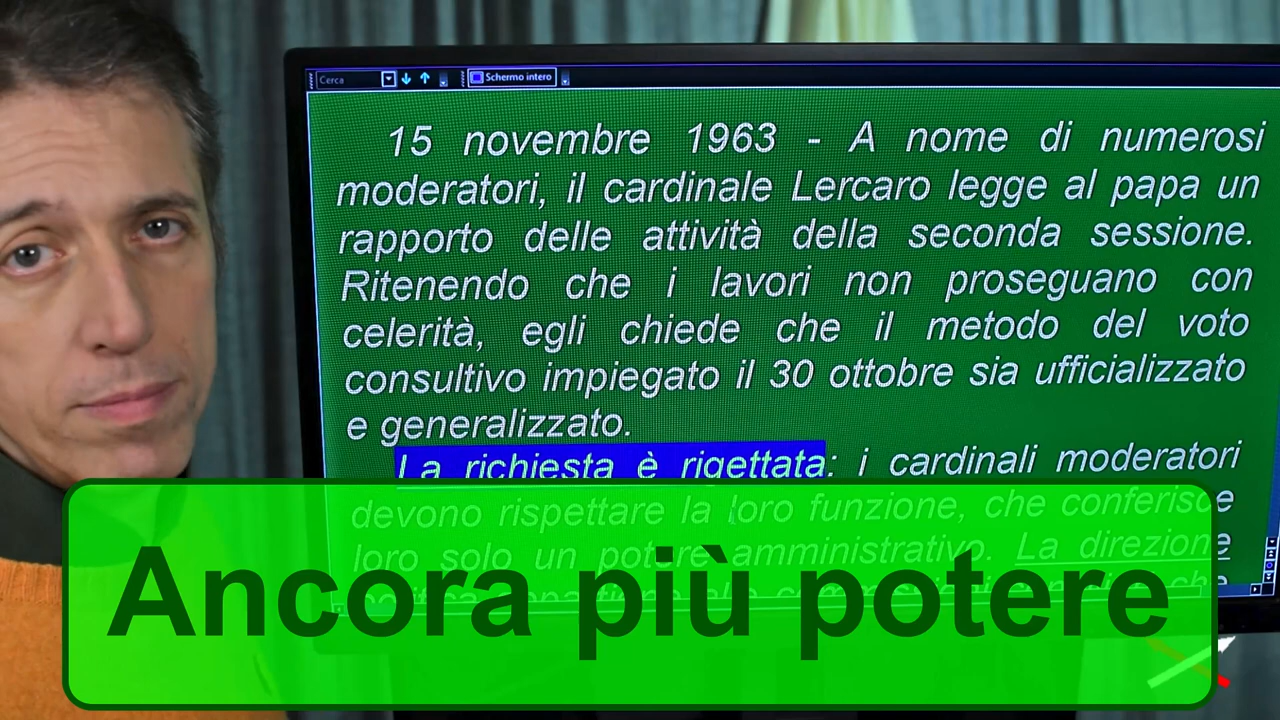 Cerca
Schermo intero
15 novembre 1963 - A nome di numerosi
moderatori, il cardinale Lercaro legge al papa un
rapporto delle attività della seconda sessione.
Ritenendo che i lavori non proseguano con
celerità, egli chiede che il metodo del voto
consultivo impiegato il 30 ottobre sia ufficializzato
e generalizzato.
La richiesta è rigettata: i cardinali moderatori
devono rispettare la loro funzione, che conferisce
loro solo un potere amministrativo. La direzione
che
Ancora più potere